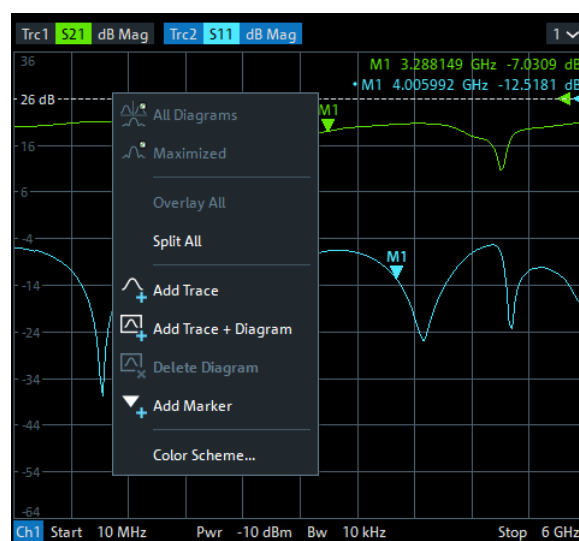 Trc1 S21 dB Mag Trc2 S11 dB Mag 1
36 M1 3.288149 GHz -7.0309 dB
•M1 4.005992 GHz -12.5181 dB
26 dB
M1
All Diagrams
16
Maximized
6
Overlay All
-4
Split All
M1
-14
Add Trace
-24
Add Trace + Diagram
Delete Diagram
-34
Add Marker
-44
Color Scheme...
-54
-64
Ch1 Start 10 MHz Pwr -10 dBm Bw 10 kHz Stop 6 GHz